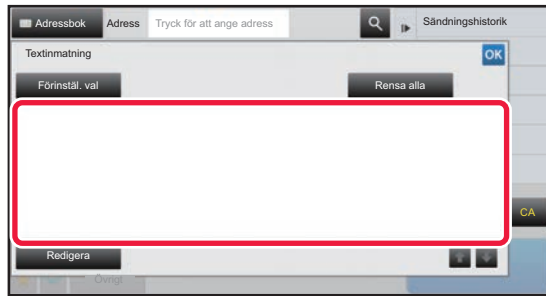 Adressbok Adress Tryck för att ange adress Sändningshistorik
Textinmatning OK
Förinstäl. val Rensa alla
CA
Redigera
Övrigt